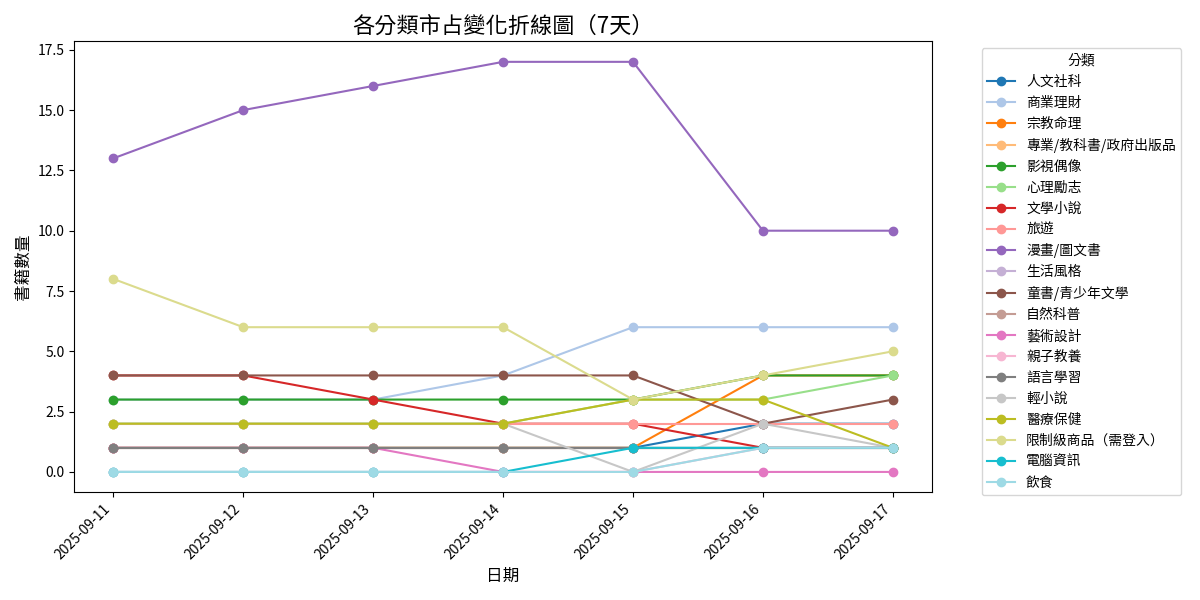 各分類市占變化折線圖（7天）
17.5
15.0
12.5
10.0
7.5
5.0
2.5
0.0
書籍數量
2025-09-11
2025-09-12
2025-09-13
2025-09-14
2025-09-15
2025-09-16
2025-09-17
日期
分類
人文社科
商業理財
宗教命理
專業/教科書/政府出版品
影視偶像
心理勵志
文學小說
旅遊
漫畫/圖文書
生活風格
童書/青少年文學
自然科普
藝術設計
親子教養
語言學習
輕小說
醫療保健
限制級商品（需登入）
電腦資訊
飲食